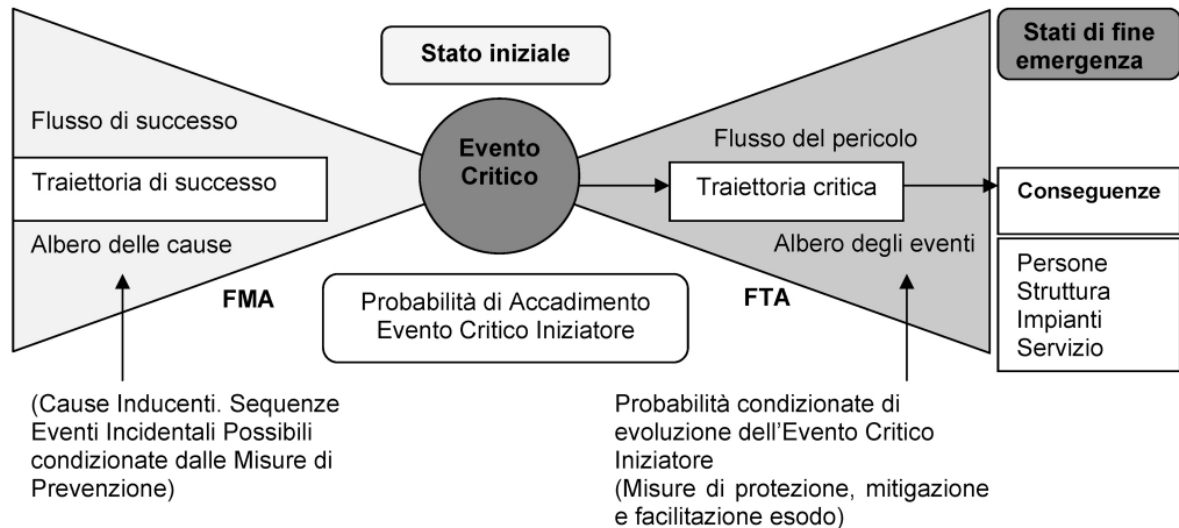 Stato iniziale
Stati di fine
emergenza
Flusso di successo
Traiettoria di successo
Albero delle cause
FMA
Evento
Critico
Probabilità di Accadimento
Evento Critico Iniziatore
Flusso del pericolo
Traiettoria critica
Albero degli eventi
FTA
Conseguenze
Persone
Struttura
Impianti
Servizio
(Cause Inducenti. Sequenze
Eventi Incidentali Possibili
condizionate dalle Misure di
Prevenzione)
Probabilità condizionate di
evoluzione dell’Evento Critico
Iniziatore
(Misure di protezione, mitigazione
e facilitazione esodo)